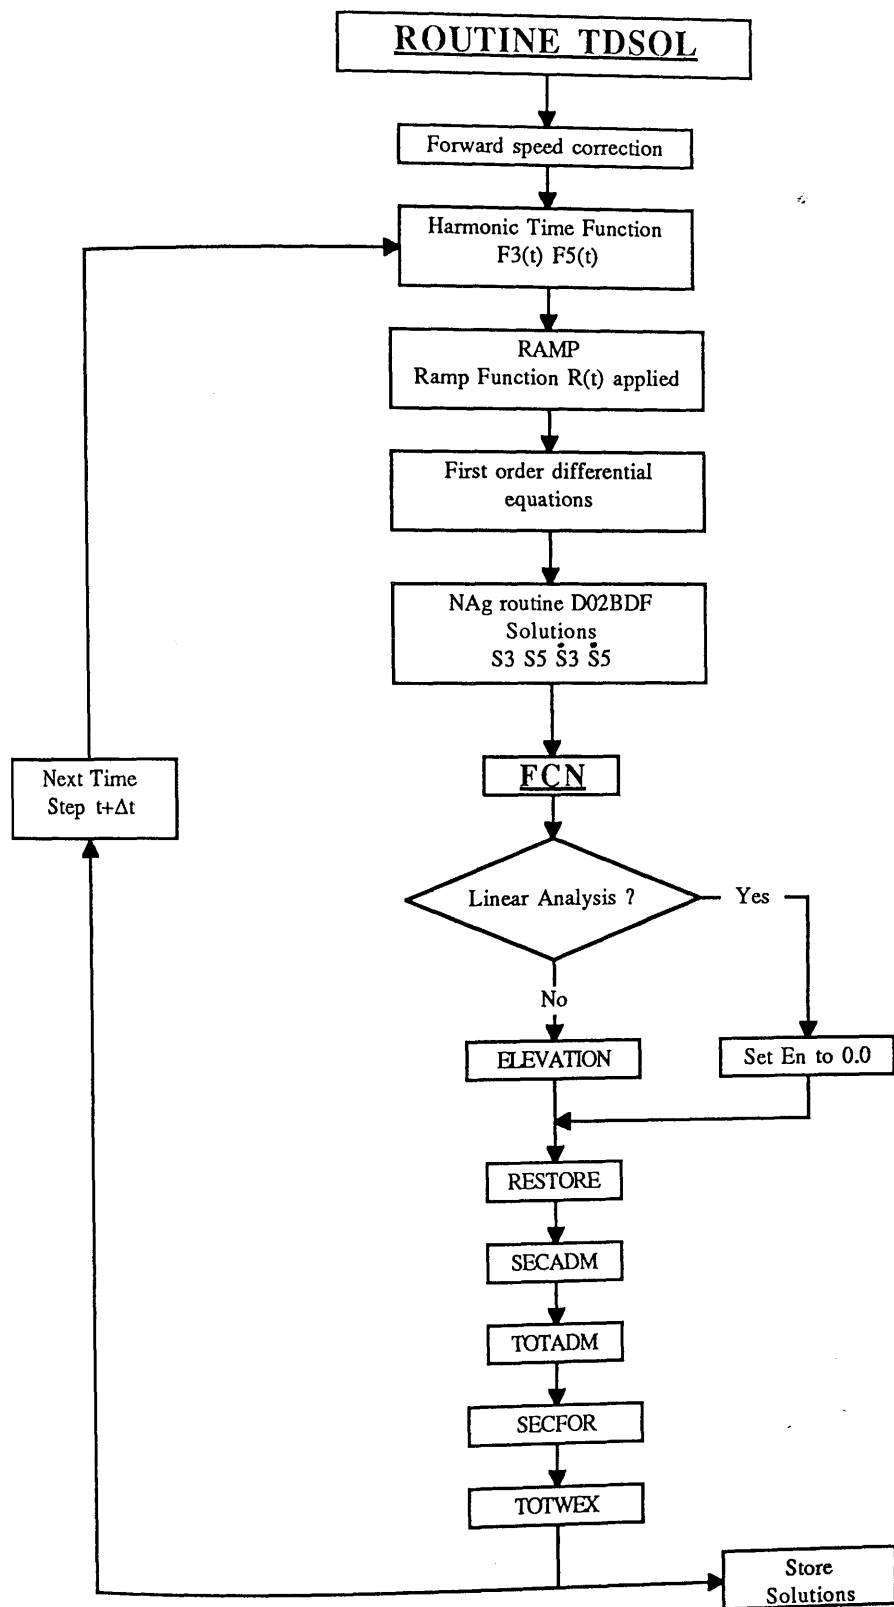 ROUTINE TDSOL
Forward speed correction
Harmonic Time Function
F3(t) F5(t)
RAMP
Ramp Function R(t) applied
First order differential
equations
NAg routine D02BDF
Solutions
S3 S5 Ṡ3 Ṡ5
FCN
Next Time
Step t+Δt
Linear Analysis ?
Yes
No
ELEVATION
Set En to 0.0
RESTORE
SECADM
TOTADM
SECFOR
TOTWEX
Store
Solutions